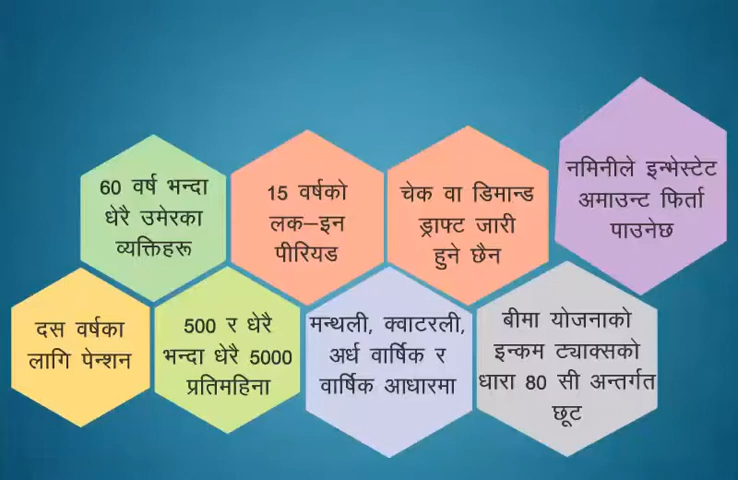 60 वर्ष भन्दा
धेरै उमेरका
व्यक्तिहरू
15 वर्षको
लक–इन
पीरियड
चेक वा डिमान्ड
ड्राफ्ट जारी
हुने छैन
नमिनीले इन्भेस्टेट
अमाउन्ट फिर्ता
पाउनेछ
दस वर्षका
लागि पेन्शन
500 र धेरै
भन्दा धेरै 5000
प्रतिमहिना
मन्थली, क्वाटरली,
अर्ध वार्षिक र
वार्षिक आधारमा
बीमा योजनाको
इन्कम ट्याक्सको
धारा 80 सी अन्तर्गत
छूट